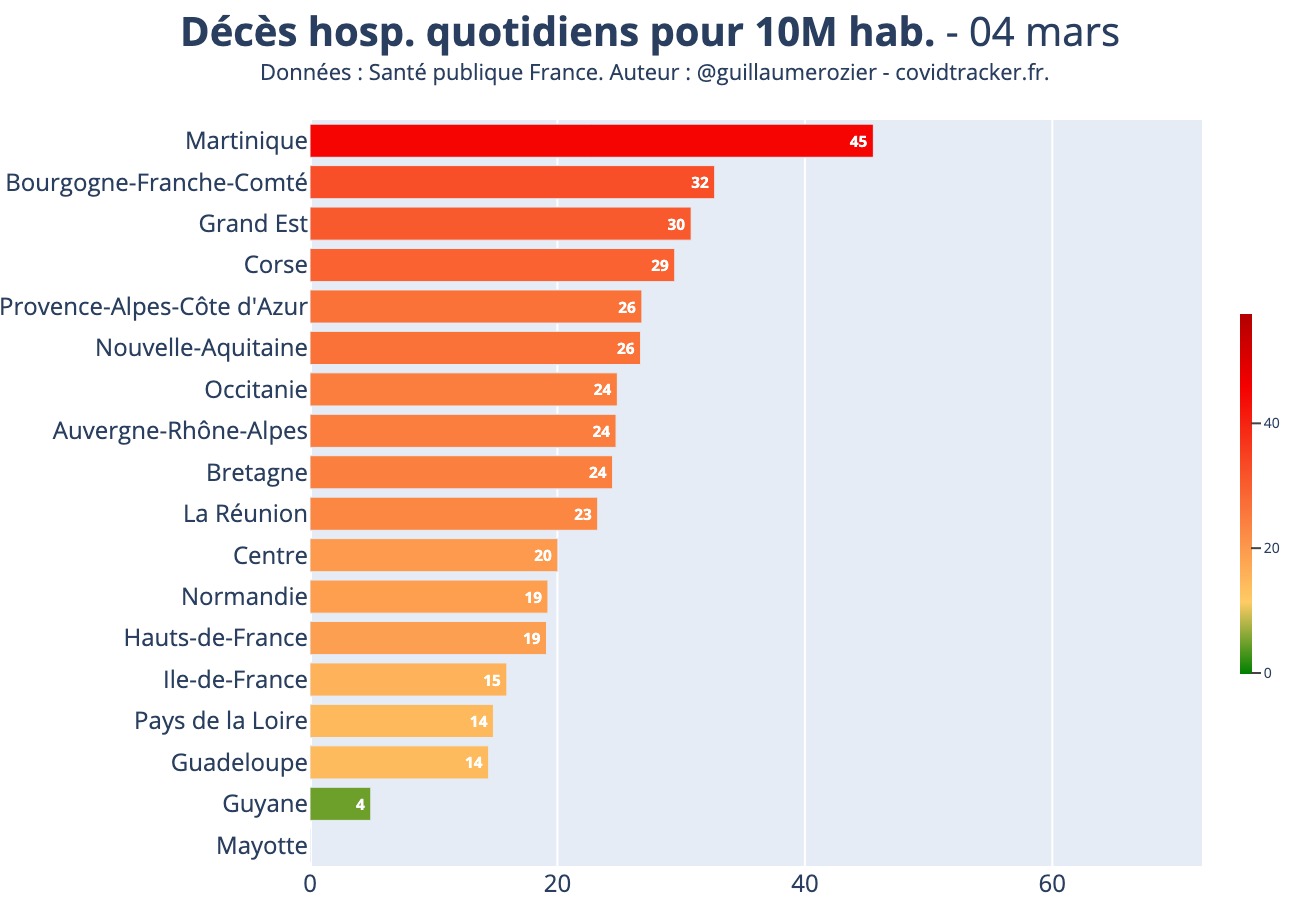 Décès hosp. quotidiens pour 10M hab. - 04 mars
Données : Santé publique France. Auteur : @guillaumerozier - covidtracker.fr.
Martinique 45
Bourgogne-Franche-Comté 32
Grand Est 30
Corse 29
Provence-Alpes-Côte d'Azur 26
Nouvelle-Aquitaine 26
Occitanie 24
Auvergne-Rhône-Alpes 24
Bretagne 24
La Réunion 23
Centre 20
Normandie 19
Hauts-de-France 19
Ile-de-France 15
Pays de la Loire 14
Guadeloupe 14
Guyane 4
Mayotte
0 20 40 60
40
20
0